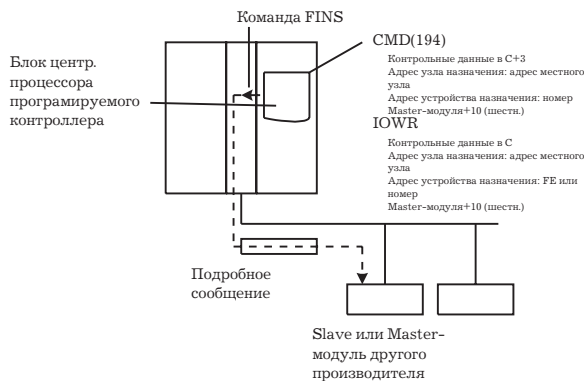 Команда FINS
CMD(194)
Контрольные данные в C+3
Адрес узла назначения: адрес местного
узла
Адрес устройства назначения: номер
Master-модуля+10 (шестн.)
IOWR
Контрольные данные в C
Адрес узла назначения: адрес местного
узла
Адрес устройства назначения: FE или
номер
Master-модуля+10 (шестн.)
Блок центр.
процессора
програмируемого
контроллера
Подробное
сообщение
Slave или Master-
модуль другого
производителя